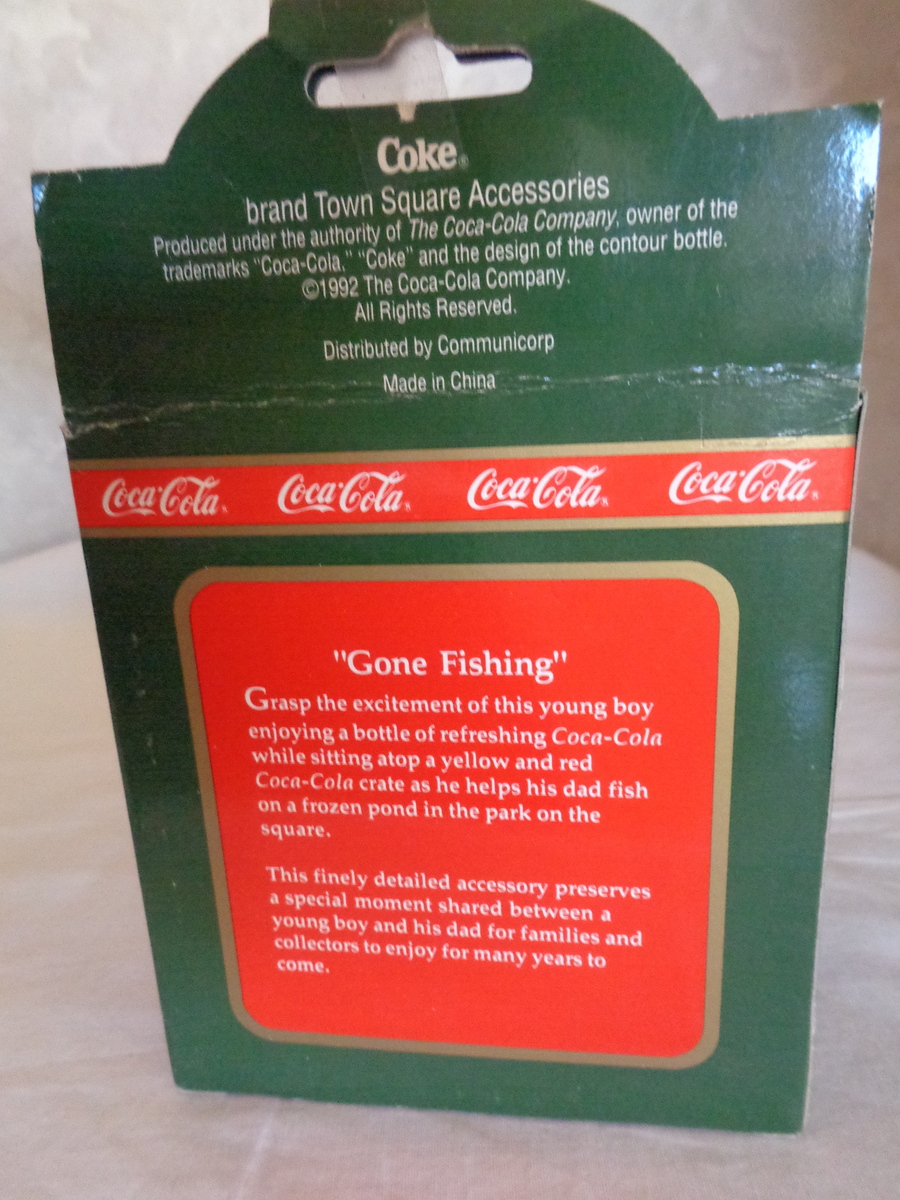 Coke®
brand Town Square Accessories
Produced under the authority of The Coca-Cola Company, owner of the
trademarks "Coca-Cola." "Coke" and the design of the contour bottle.
©1992 The Coca-Cola Company.
All Rights Reserved.
Distributed by Communicorp
Made in China
Coca-Cola Coca-Cola Coca-Cola Coca-Cola
"Gone Fishing"
Grasp the excitement of this young boy
enjoying a bottle of refreshing Coca-Cola
while sitting atop a yellow and red
Coca-Cola crate as he helps his dad fish
on a frozen pond in the park on the
square.
This finely detailed accessory preserves
a special moment shared between a
young boy and his dad for families and
collectors to enjoy for many years to
come.